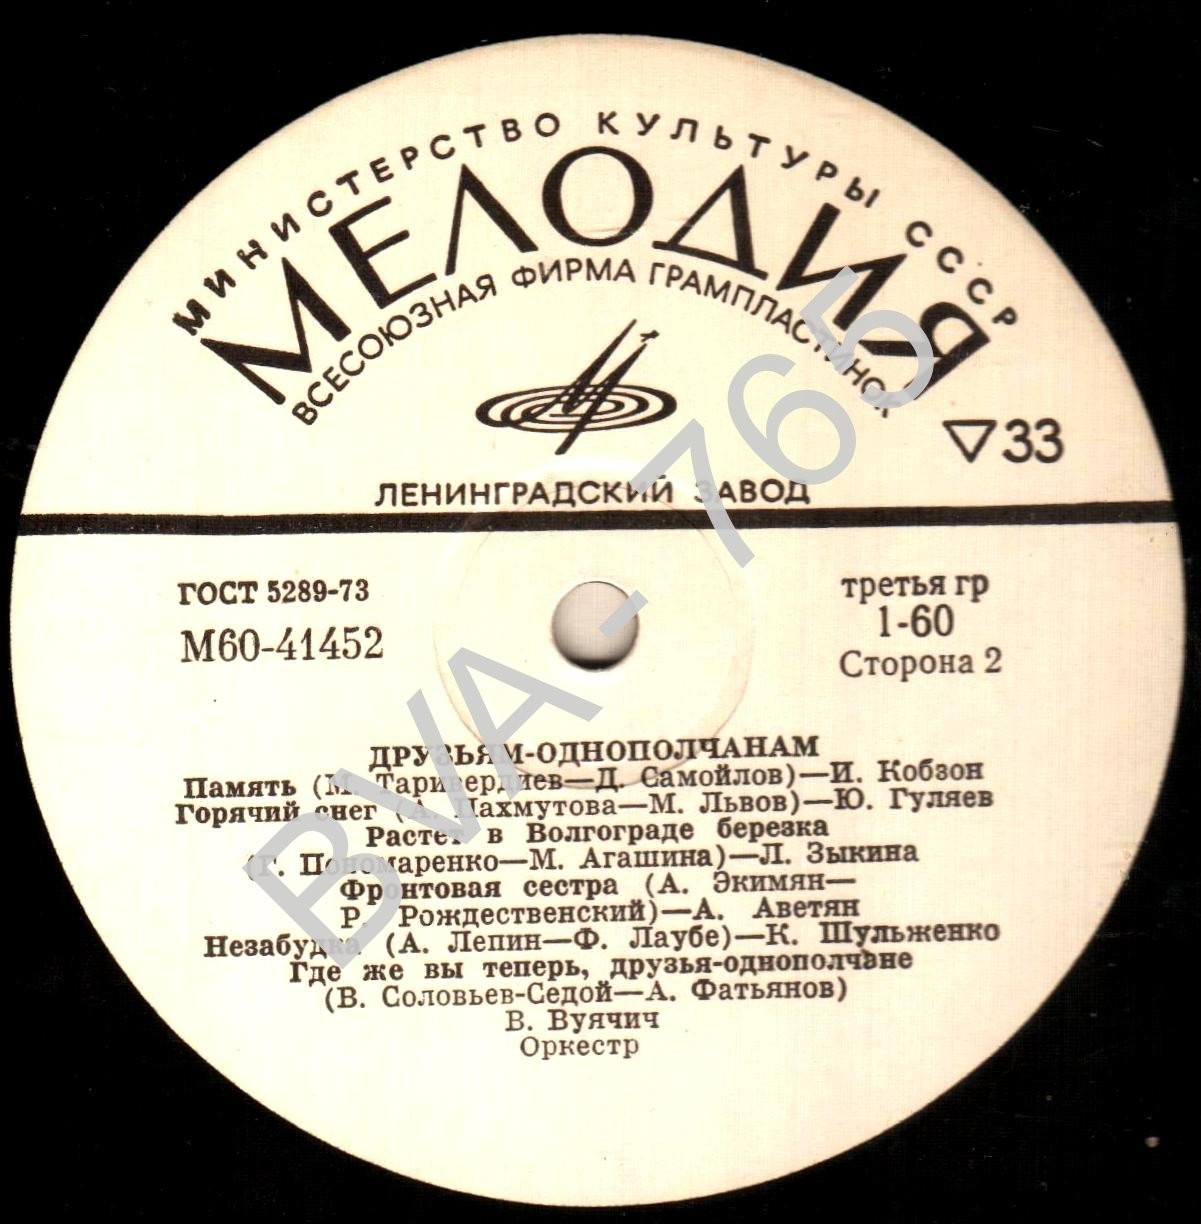 МИНИСТЕРСТВО КУЛЬТУРЫ СССР
МЕЛОДИЯ
ВСЕСОЮЗНАЯ ФИРМА ГРАМПЛАСТИНОК
▽33
ЛЕНИНГРАДСКИЙ ЗАВОД
ГОСТ 5289-73
М60-41452
третья гр
1-60
Сторона 2
ДРУЗЬЯМ-ОДНОПОЛЧАНАМ
Память (М. Таривердиев—Д. Самойлов)—И. Кобзон
Горячий снег (А. Пахмутова—М. Львов)—Ю. Гуляев
Растет в Волгограде березка
(Г. Пономаренко—М. Агашина)—Л. Зыкина
Фронтовая сестра (А. Экимян—
Р. Рождественский)—А. Аветян
Незабудка (А. Лепин—Ф. Лаубе)—К. Шульженко
Где же вы теперь, друзья-однополчане
(В. Соловьев-Седой—А. Фатьянов)
В. Вуячич
Оркестр
BVA-765